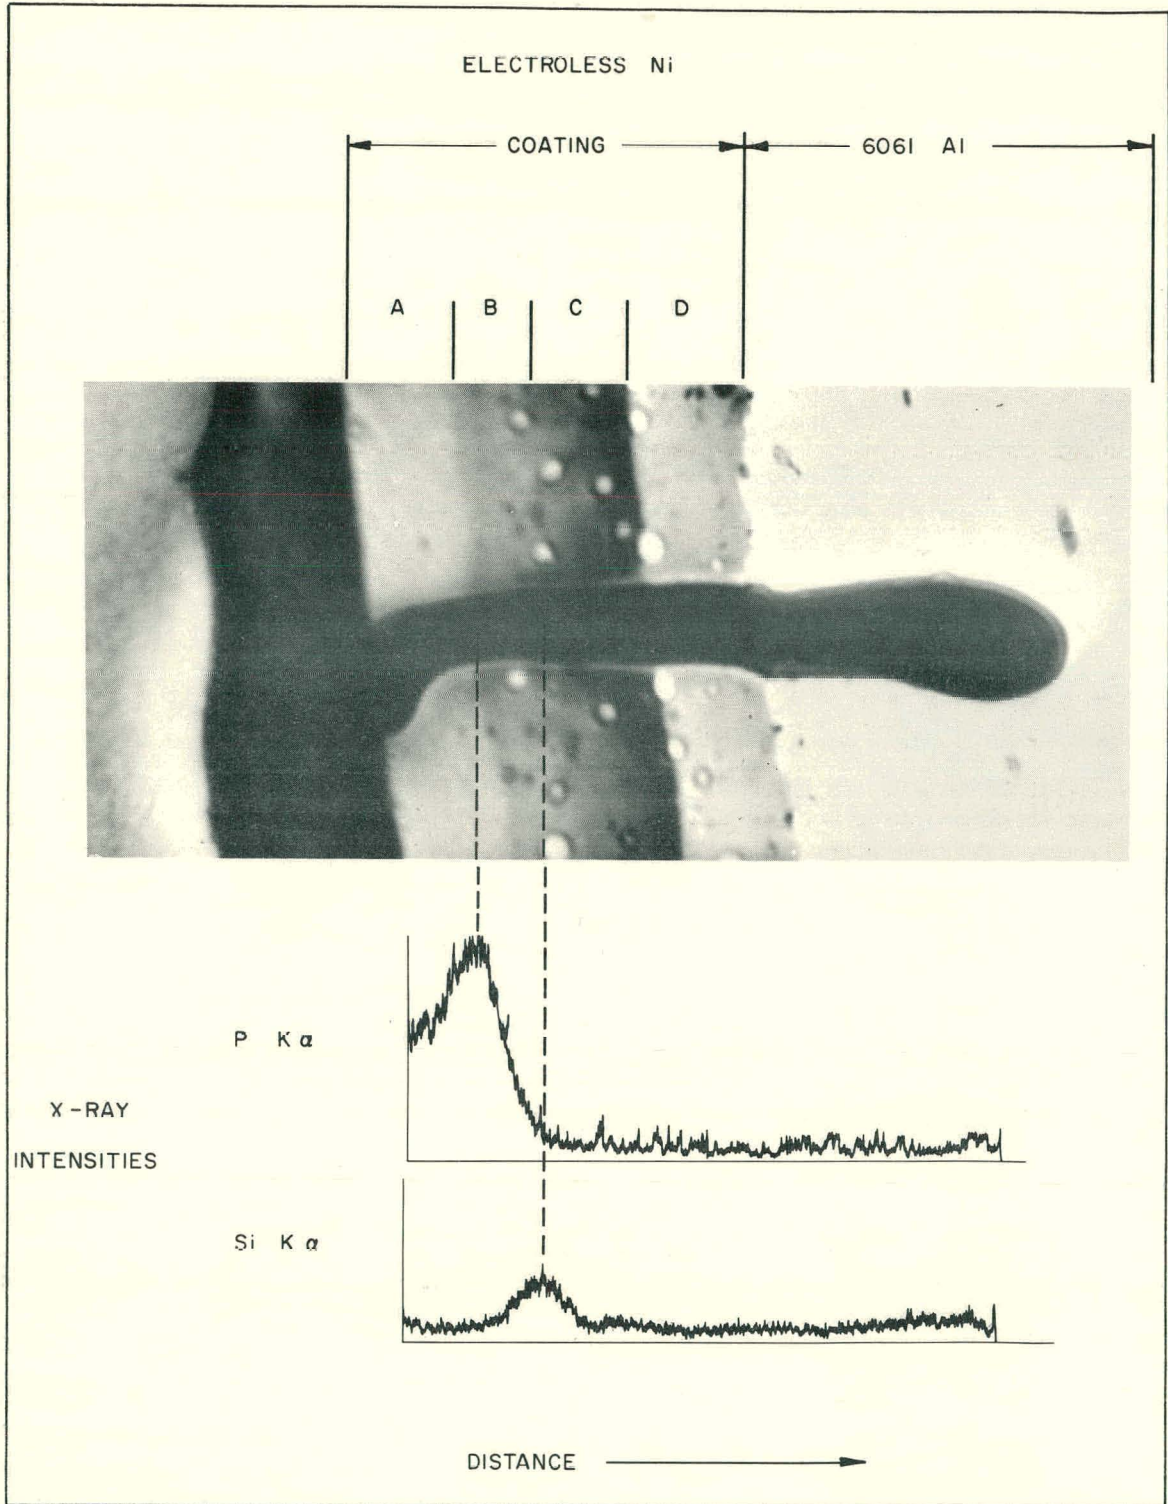 ELECTROLESS Ni
COATING
6061 Al
A B C D
P Kα
X-RAY
INTENSITIES
Si Kα
DISTANCE